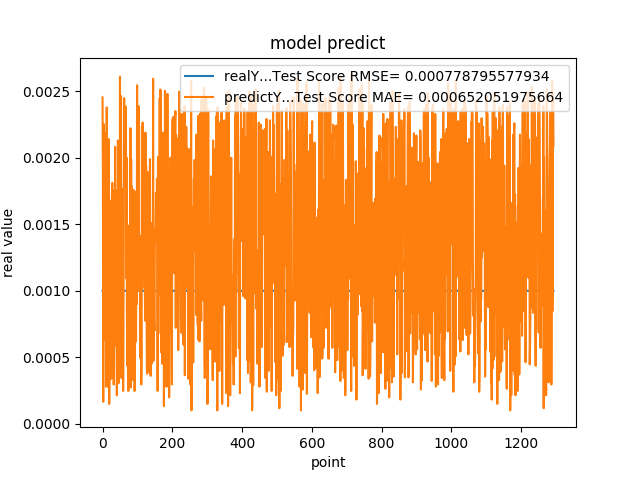 model predict
realY...Test Score RMSE= 0.000778795577934
predictY...Test Score MAE= 0.000652051975664
real value
0.0025
0.0020
0.0015
0.0010
0.0005
0.0000
0 200 400 600 800 1000 1200
point